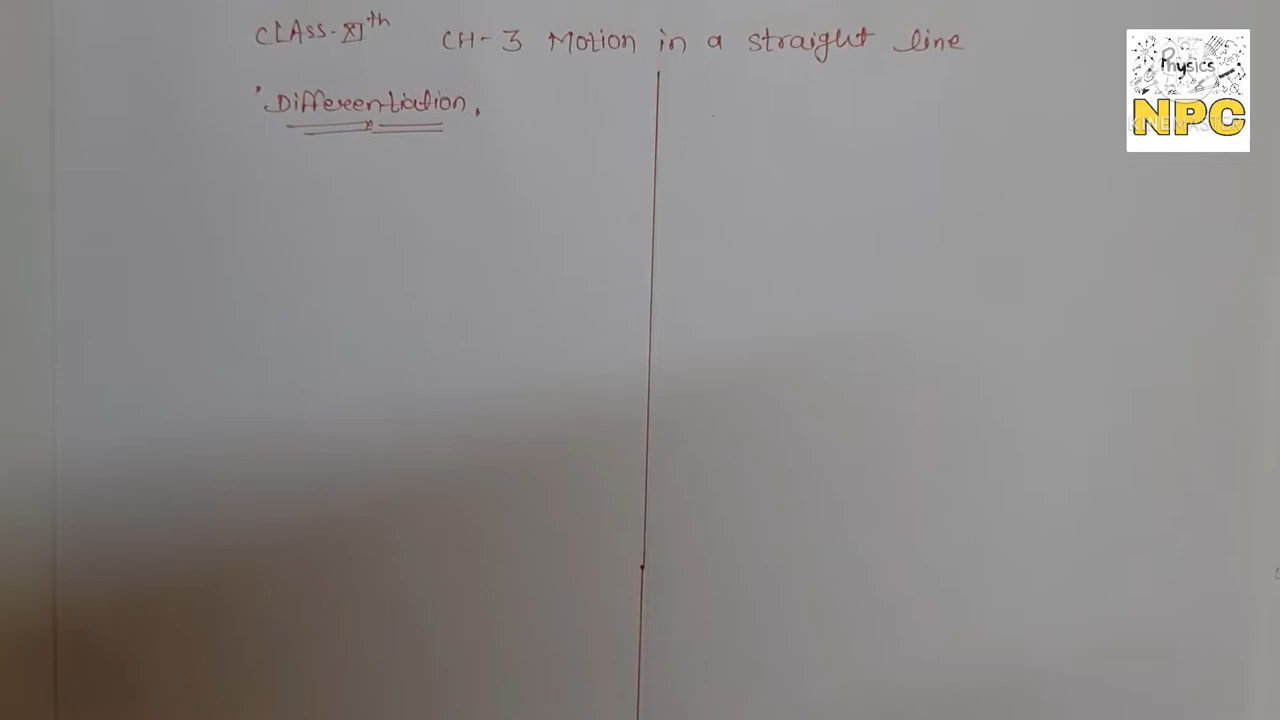 CLASS-XIth CH-3 Motion in a straight line
Differentiation.
Physics
NPC